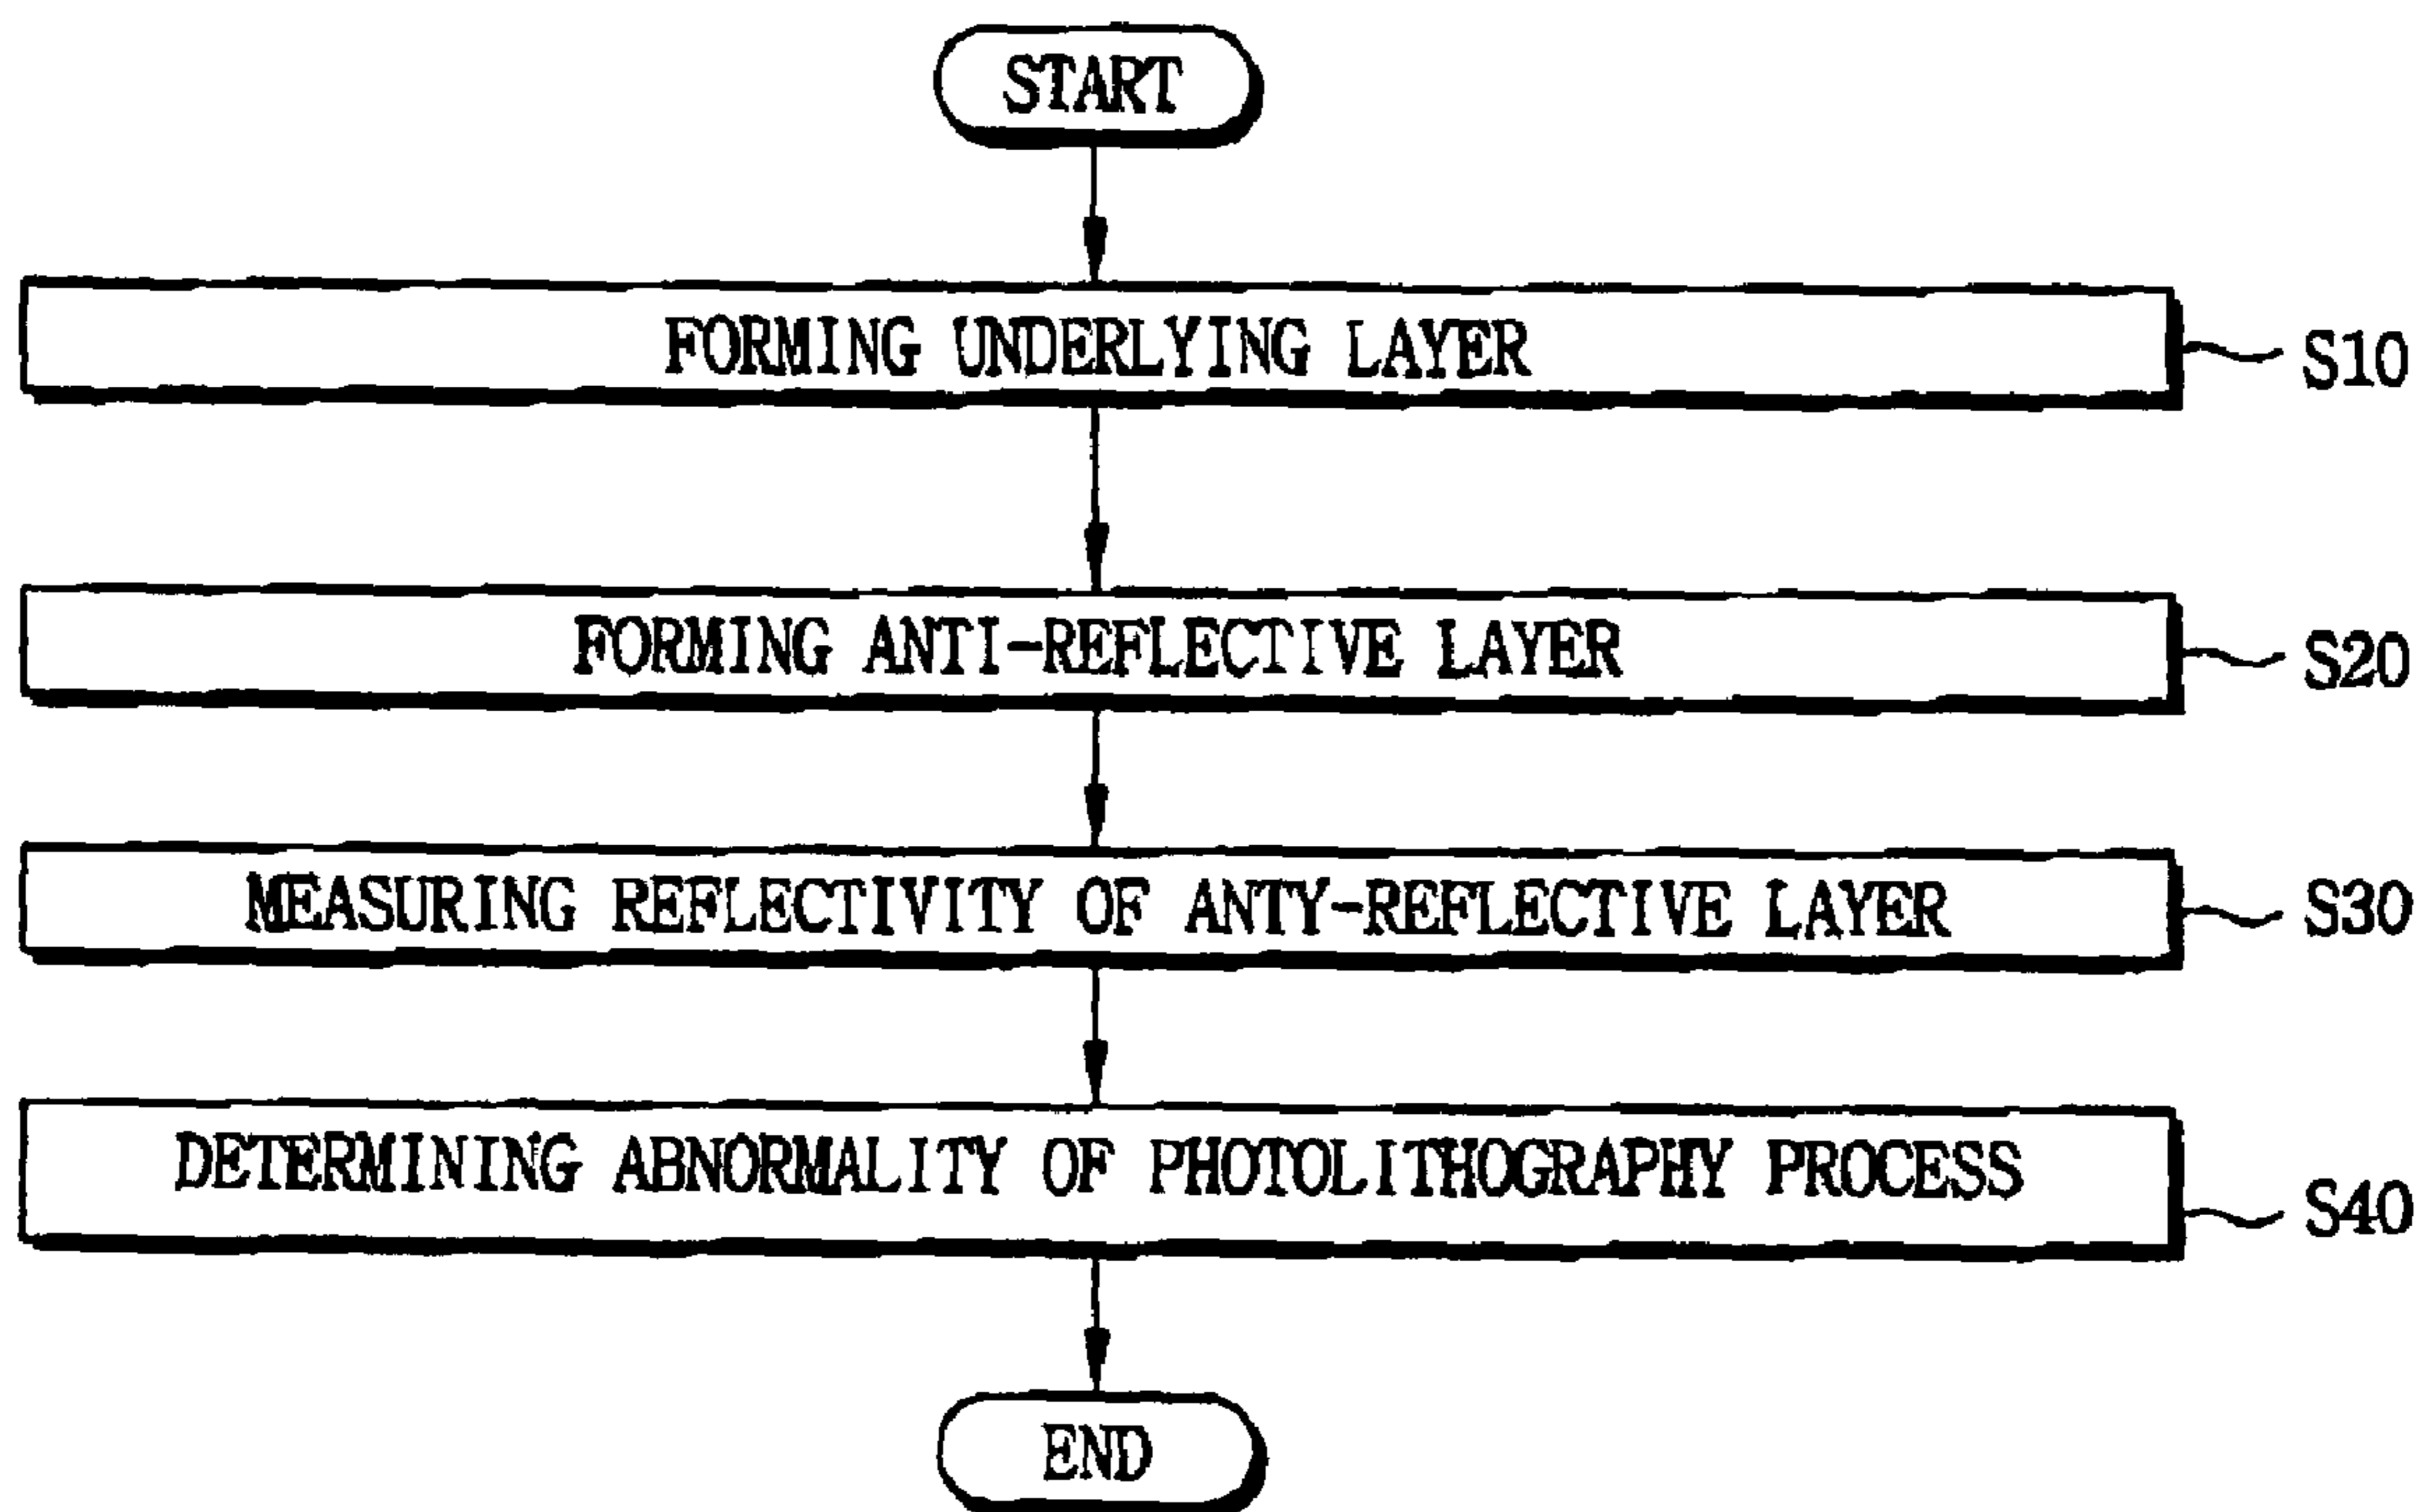 START
FORMING UNDERLYING LAYER
S10
FORMING ANTI-REFLECTIVE LAYER
S20
MEASURING REFLECTIVITY OF ANTY-REFLECTIVE LAYER
S30
DETERMINING ABNORMALITY OF PHOTOLITHOGRAPHY PROCESS
S40
END